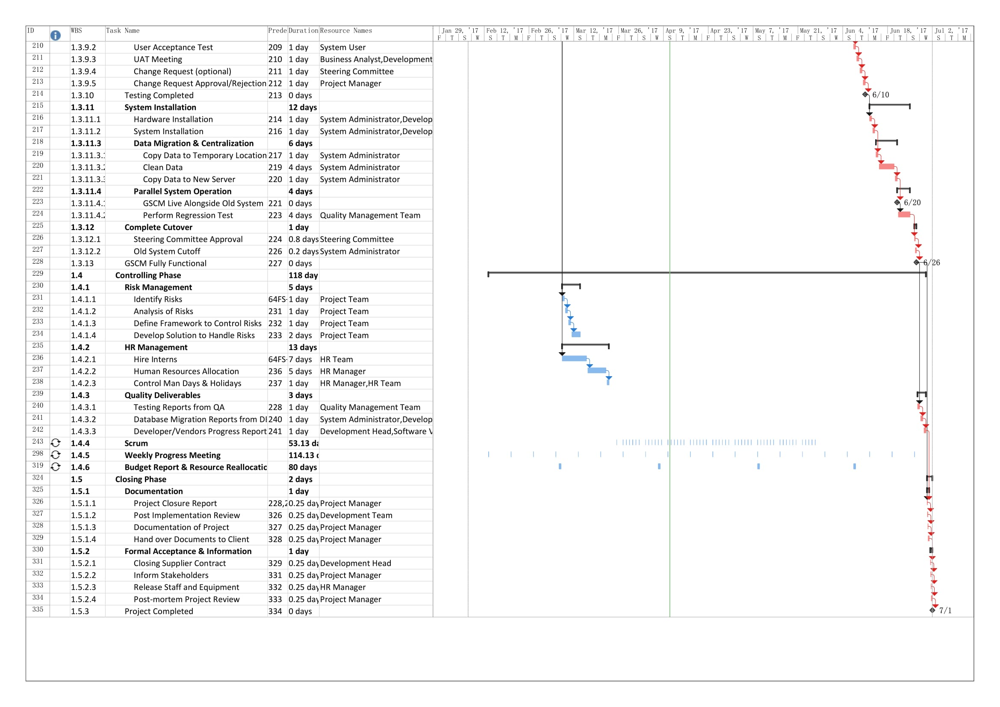 ID WBS Task Name Prede Duration Resource Names Jan 29, '17 Feb 12, '17 Feb 26, '17 Mar 12, '17 Mar 26, '17 Apr 9, '17 Apr 23, '17 May 7, '17 May 21, '17 Jun 4, '17 Jun 18, '17 Jul 2, '17
F T S W S T M F T S W S T M F T S W S T M F T S W S T M F T S W S T M F T S W S T M
210 1.3.9.2 User Acceptance Test 209 1 day System User
211 1.3.9.3 UAT Meeting 210 1 day Business Analyst,Development
212 1.3.9.4 Change Request (optional) 211 1 day Steering Committee
213 1.3.9.5 Change Request Approval/Rejection 212 1 day Project Manager
214 1.3.10 Testing Completed 213 0 days 6/10
215 1.3.11 System Installation 12 days
216 1.3.11.1 Hardware Installation 214 1 day System Administrator,Develop
217 1.3.11.2 System Installation 216 1 day System Administrator,Develop
218 1.3.11.3 Data Migration & Centralization 6 days
219 1.3.11.3. Copy Data to Temporary Location 217 1 day System Administrator
220 1.3.11.3. Clean Data 219 4 days System Administrator
221 1.3.11.3. Copy Data to New Server 220 1 day System Administrator
222 1.3.11.4 Parallel System Operation 4 days
223 1.3.11.4. GSCM Live Alongside Old System 221 0 days 6/20
224 1.3.11.4. Perform Regression Test 223 4 days Quality Management Team
225 1.3.12 Complete Cutover 1 day
226 1.3.12.1 Steering Committee Approval 224 0.8 days Steering Committee
227 1.3.12.2 Old System Cutoff 226 0.2 days System Administrator
228 1.3.13 GSCM Fully Functional 227 0 days 6/26
229 1.4 Controlling Phase 118 day
230 1.4.1 Risk Management 5 days
231 1.4.1.1 Identify Risks 64FS- 1 day Project Team
232 1.4.1.2 Analysis of Risks 231 1 day Project Team
233 1.4.1.3 Define Framework to Control Risks 232 1 day Project Team
234 1.4.1.4 Develop Solution to Handle Risks 233 2 days Project Team
235 1.4.2 HR Management 13 days
236 1.4.2.1 Hire Interns 64FS- 7 days HR Team
237 1.4.2.2 Human Resources Allocation 236 5 days HR Manager
238 1.4.2.3 Control Man Days & Holidays 237 1 day HR Manager,HR Team
239 1.4.3 Quality Deliverables 3 days
240 1.4.3.1 Testing Reports from QA 228 1 day Quality Management Team
241 1.4.3.2 Database Migration Reports from 240 1 day System Administrator,Develop
242 1.4.3.3 Developer/Vendors Progress Report 241 1 day Development Head,Software
243 1.4.4 Scrum 53.13 da
298 1.4.5 Weekly Progress Meeting 114.13
319 1.4.6 Budget Report & Resource Reallocatic 80 days
324 1.5 Closing Phase 2 days
325 1.5.1 Documentation 1 day
326 1.5.1.1 Project Closure Report 228,2 0.25 day Project Manager
327 1.5.1.2 Post Implementation Review 326 0.25 day Development Team
328 1.5.1.3 Documentation of Project 327 0.25 day Project Manager
329 1.5.1.4 Hand over Documents to Client 328 0.25 day Project Manager
330 1.5.2 Formal Acceptance & Information 1 day
331 1.5.2.1 Closing Supplier Contract 329 0.25 day Development Head
332 1.5.2.2 Inform Stakeholders 331 0.25 day Project Manager
333 1.5.2.3 Release Staff and Equipment 332 0.25 day HR Manager
334 1.5.2.4 Post-mortem Project Review 333 0.25 day Project Manager
335 1.5.3 Project Completed 334 0 days 7/1